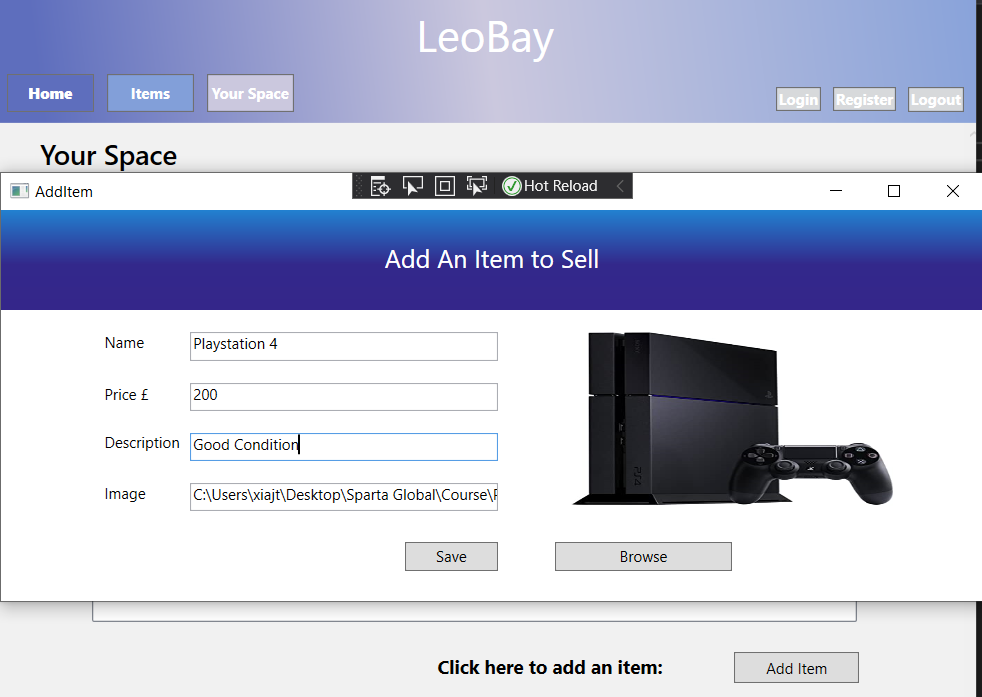 LeoBay
Home Items Your Space Login Register Logout
Your Space
AddItem Hot Reload
Add An Item to Sell
Name Playstation 4
Price £ 200
Description Good Condition
Image C:\Users\xiajt\Desktop\Sparta Global\Course\
PS4
Save Browse
Click here to add an item: Add Item